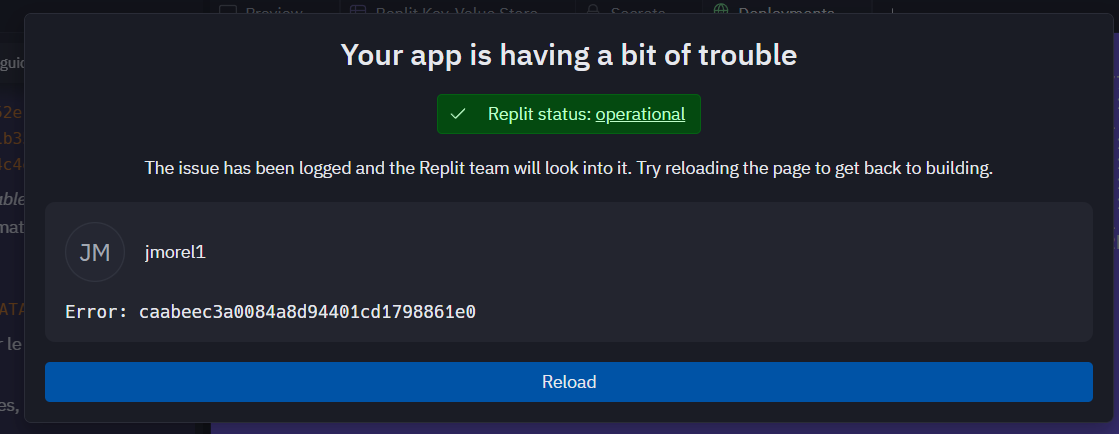 Preview
Replit Key-Value Store
Secrets
Deployments
Your app is having a bit of trouble
Replit status: operational
The issue has been logged and the Replit team will look into it. Try reloading the page to get back to building.
JM
jmorel1
Error: caabeec3a0084a8d94401cd1798861e0
Reload